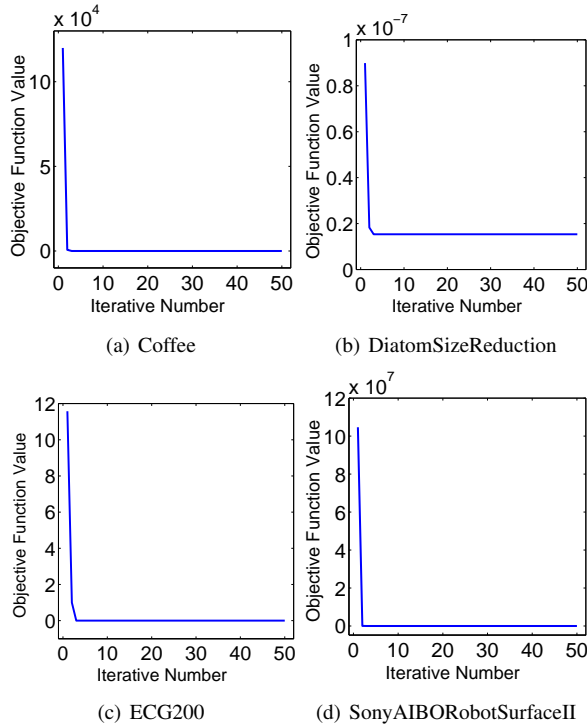 x 10⁴
Objective Function Value
10
5
0
0 10 20 30 40 50
Iterative Number
(a) Coffee
x 10⁻⁷
Objective Function Value
1
0.8
0.6
0.4
0.2
0
0 10 20 30 40 50
Iterative Number
(b) DiatomSizeReduction
Objective Function Value
12
10
8
6
4
2
0
0 10 20 30 40 50
Iterative Number
(c) ECG200
x 10⁷
Objective Function Value
12
10
8
6
4
2
0
0 10 20 30 40 50
Iterative Number
(d) SonyAIBORobotSurfaceII